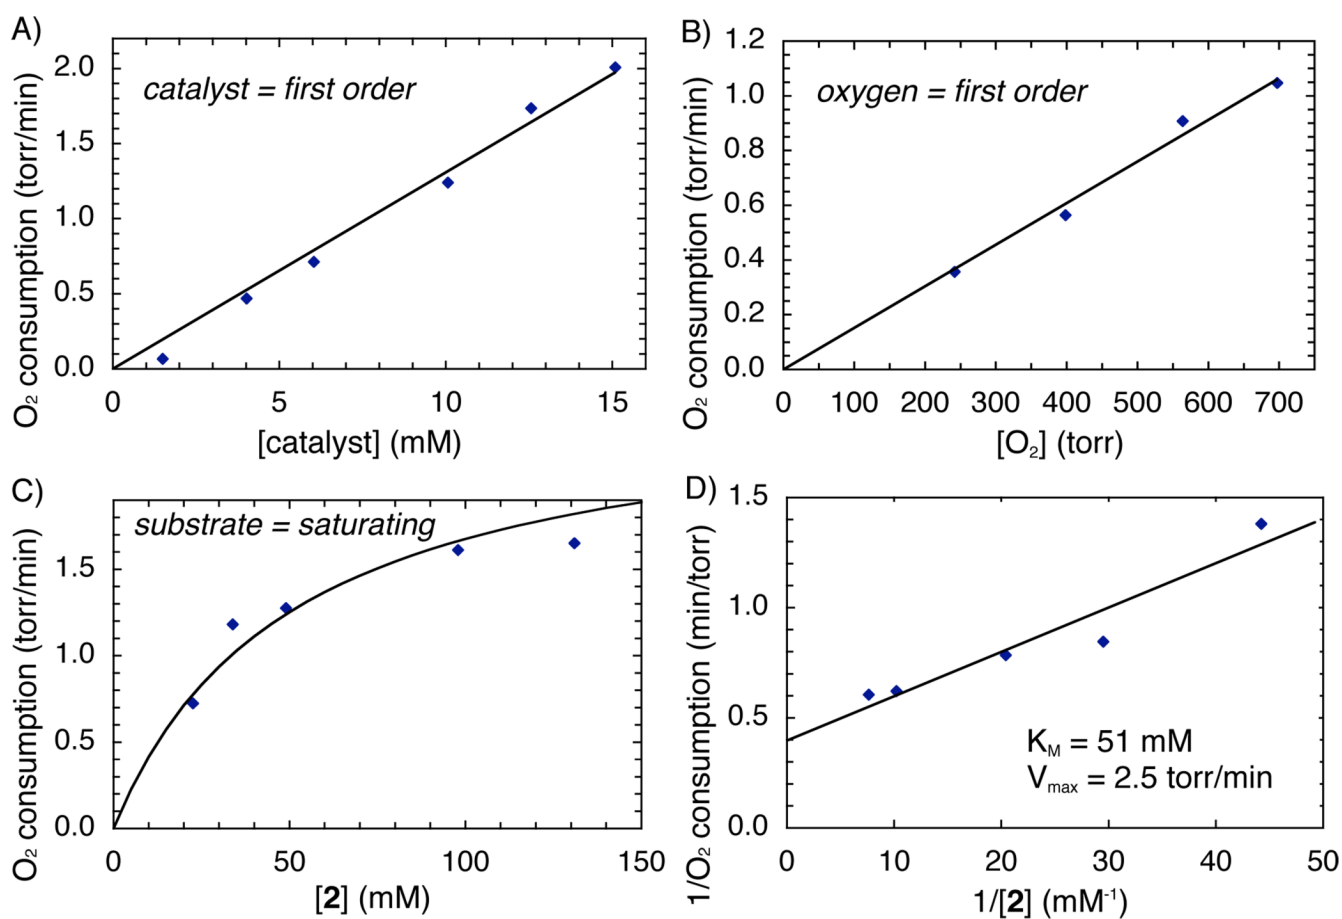 A)
O₂ consumption (torr/min)
2.0
1.5
1.0
0.5
0.0
catalyst = first order
0 5 10 15
[catalyst] (mM)
B)
O₂ consumption (torr/min)
1.2
1.0
0.8
0.6
0.4
0.2
0.0
oxygen = first order
0 100 200 300 400 500 600 700
[O₂] (torr)
C)
O₂ consumption (torr/min)
1.5
1.0
0.5
0.0
substrate = saturating
0 50 100 150
[2] (mM)
D)
1/O₂ consumption (min/torr)
1.5
1.0
0.5
0.0
K_M = 51 mM
V_max = 2.5 torr/min
0 10 20 30 40 50
1/[2] (mM⁻¹)